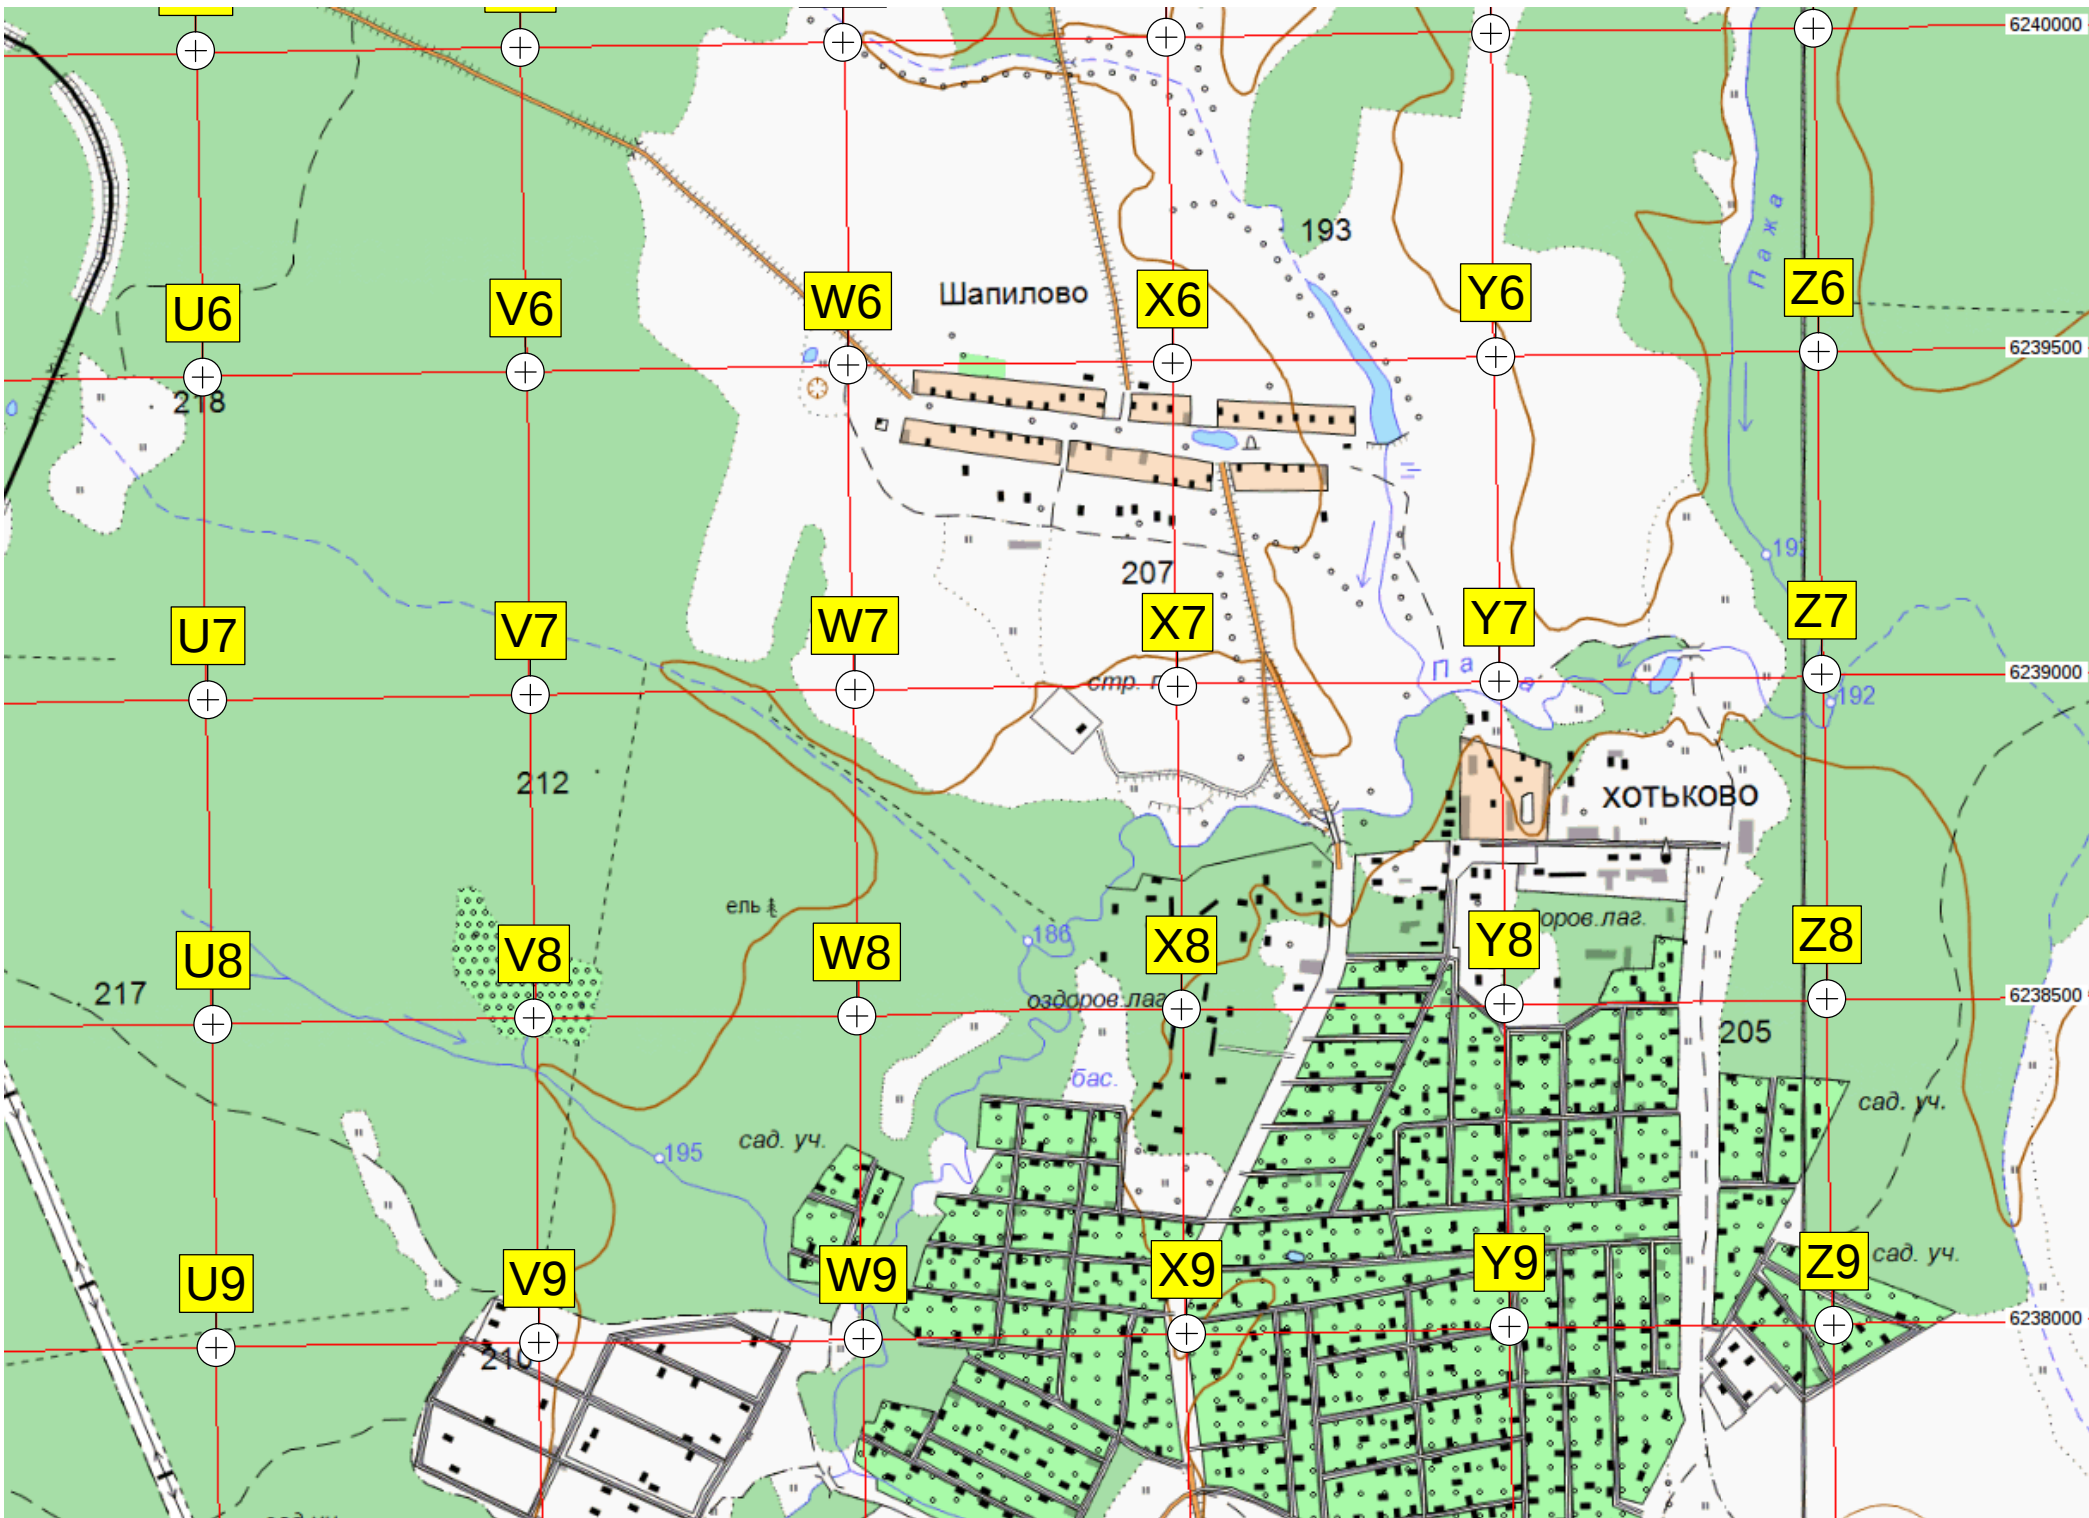 6240000
193
Пажа
Шапилово
U6
V6
W6
X6
Y6
Z6
6239500
218
207
U7
V7
W7
X7
Y7
Z7
6239000
192
стр.
212
ХОТЬКОВО
ель
186
U8
V8
W8
X8
Y8
Z8
217
оздоров.лаг.
6238500
205
бас.
сад. уч.
195
сад. уч.
сад. уч.
U9
V9
W9
X9
Y9
Z9
6238000
210